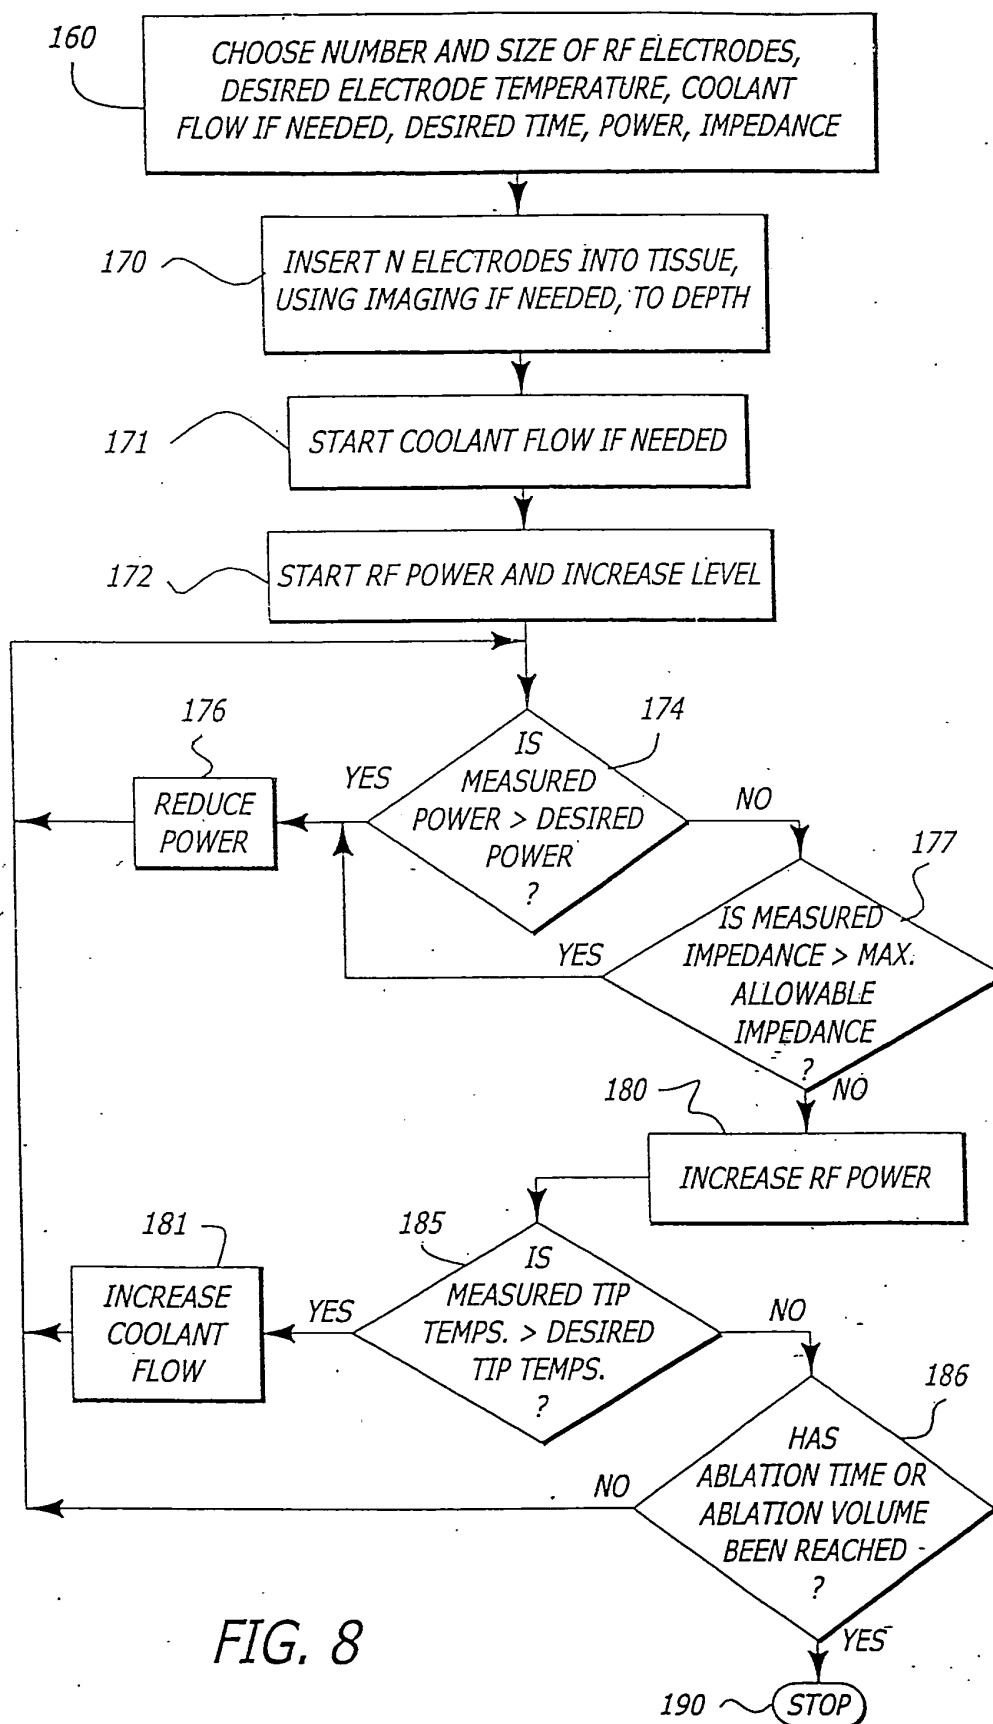 160
CHOOSE NUMBER AND SIZE OF RF ELECTRODES,
DESIRED ELECTRODE TEMPERATURE, COOLANT
FLOW IF NEEDED, DESIRED TIME, POWER, IMPEDANCE
170
INSERT N ELECTRODES INTO TISSUE,
USING IMAGING IF NEEDED, TO DEPTH
171
START COOLANT FLOW IF NEEDED
172
START RF POWER AND INCREASE LEVEL
176
REDUCE
POWER
YES
174
IS
MEASURED
POWER > DESIRED
POWER
?
NO
177
IS MEASURED
IMPEDANCE > MAX.
ALLOWABLE
IMPEDANCE
?
YES
NO
180
INCREASE RF POWER
181
INCREASE
COOLANT
FLOW
YES
185
IS
MEASURED TIP
TEMPS. > DESIRED
TIP TEMPS.
?
NO
186
HAS
ABLATION TIME OR
ABLATION VOLUME
BEEN REACHED
?
NO
YES
190
STOP
FIG. 8